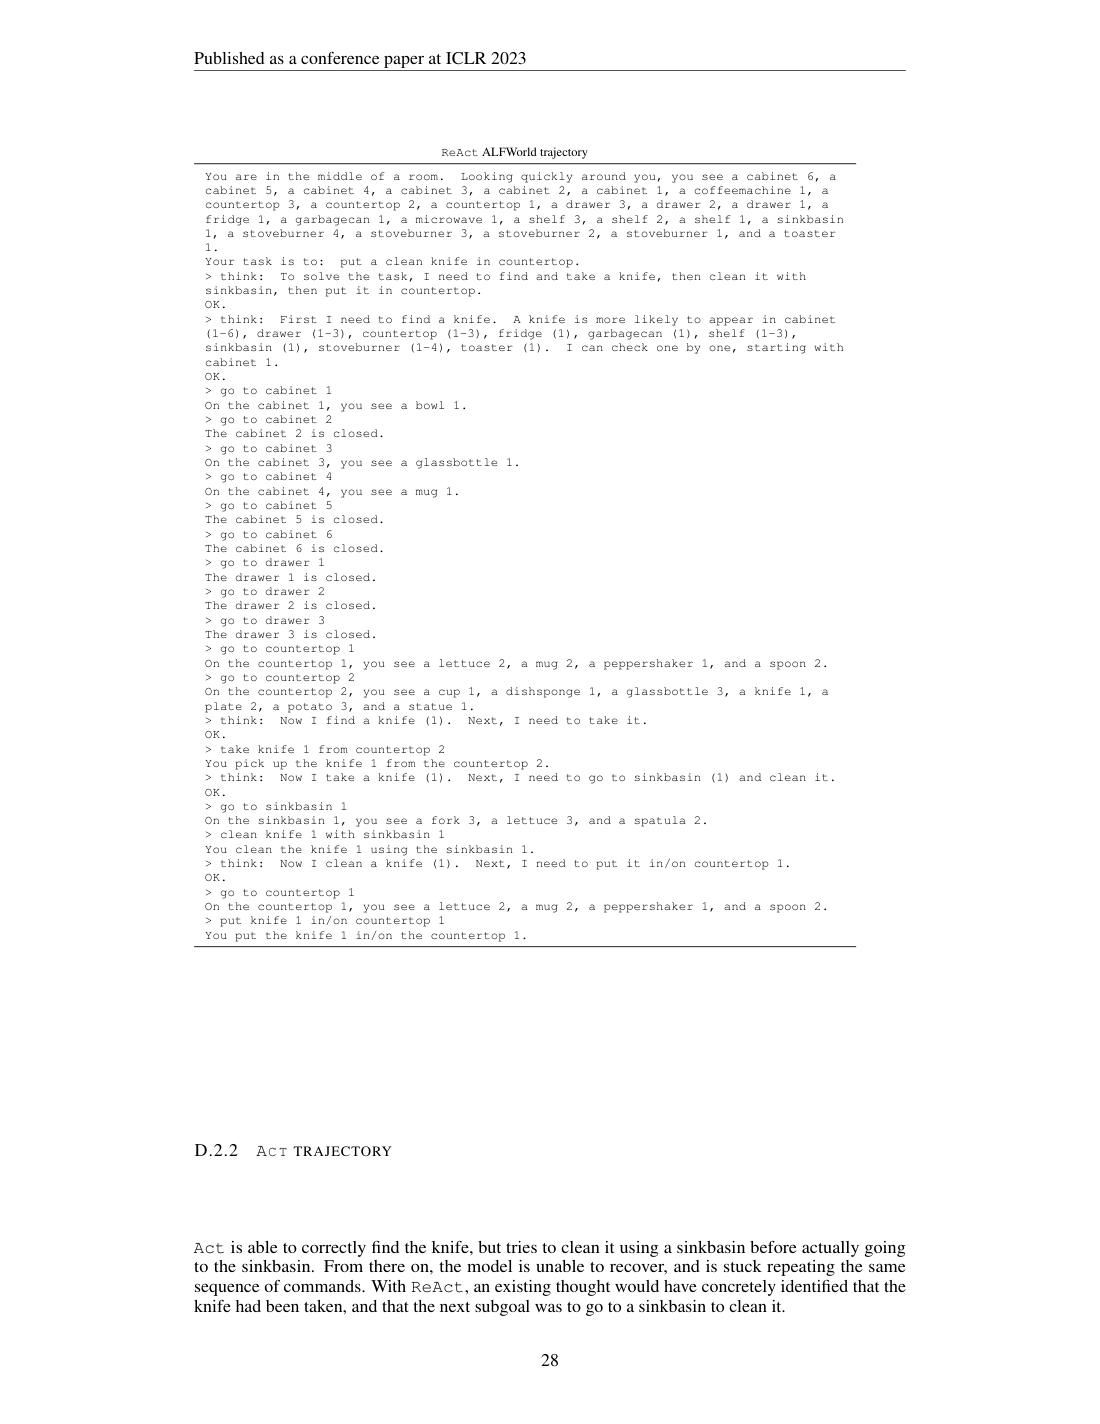 Published as a conference paper at ICLR 2023
ReAct ALFWorld trajectory
You are in the middle of a room. Looking quickly around you, you see a cabinet 6, a
cabinet 5, a cabinet 4, a cabinet 3, a cabinet 2, a cabinet 1, a coffeemachine 1, a
countertop 3, a countertop 2, a countertop 1, a drawer 3, a drawer 2, a drawer 1, a
fridge 1, a garbagecan 1, a microwave 1, a shelf 3, a shelf 2, a shelf 1, a sinkbasin
1, a stoveburner 4, a stoveburner 3, a stoveburner 2, a stoveburner 1, and a toaster
1.
Your task is to: put a clean knife in countertop.
> think: To solve the task, I need to find and take a knife, then clean it with
sinkbasin, then put it in countertop.
OK.
> think: First I need to find a knife. A knife is more likely to appear in cabinet
(1-6), drawer (1-3), countertop (1-3), fridge (1), garbagecan (1), shelf (1-3),
sinkbasin (1), stoveburner (1-4), toaster (1). I can check one by one, starting with
cabinet 1.
OK.
> go to cabinet 1
On the cabinet 1, you see a bowl 1.
> go to cabinet 2
The cabinet 2 is closed.
> go to cabinet 3
On the cabinet 3, you see a glassbottle 1.
> go to cabinet 4
On the cabinet 4, you see a mug 1.
> go to cabinet 5
The cabinet 5 is closed.
> go to cabinet 6
The cabinet 6 is closed.
> go to drawer 1
The drawer 1 is closed.
> go to drawer 2
The drawer 2 is closed.
> go to drawer 3
The drawer 3 is closed.
> go to countertop 1
On the countertop 1, you see a lettuce 2, a mug 2, a peppershaker 1, and a spoon 2.
> go to countertop 2
On the countertop 2, you see a cup 1, a dishsponge 1, a glassbottle 3, a knife 1, a
plate 2, a potato 3, and a statue 1.
> think: Now I find a knife (1). Next, I need to take it.
OK.
> take knife 1 from countertop 2
You pick up the knife 1 from the countertop 2.
> think: Now I take a knife (1). Next, I need to go to sinkbasin (1) and clean it.
OK.
> go to sinkbasin 1
On the sinkbasin 1, you see a fork 3, a lettuce 3, and a spatula 2.
> clean knife 1 with sinkbasin 1
You clean the knife 1 using the sinkbasin 1.
> think: Now I clean a knife (1). Next, I need to put it in/on countertop 1.
OK.
> go to countertop 1
On the countertop 1, you see a lettuce 2, a mug 2, a peppershaker 1, and a spoon 2.
> put knife 1 in/on countertop 1
You put the knife 1 in/on the countertop 1.
D.2.2 ACT TRAJECTORY
Act is able to correctly find the knife, but tries to clean it using a sinkbasin before actually going
to the sinkbasin. From there on, the model is unable to recover, and is stuck repeating the same
sequence of commands. With ReAct, an existing thought would have concretely identified that the
knife had been taken, and that the next subgoal was to go to a sinkbasin to clean it.
28